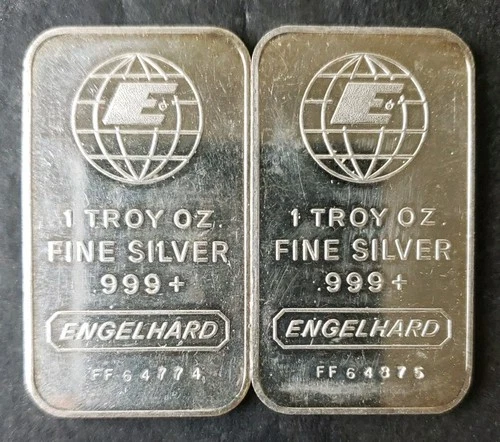 E
1 TROY OZ.
FINE SILVER
.999+
ENGELHARD
FF64774
E
1 TROY OZ.
FINE SILVER
.999+
ENGELHARD
FF64875